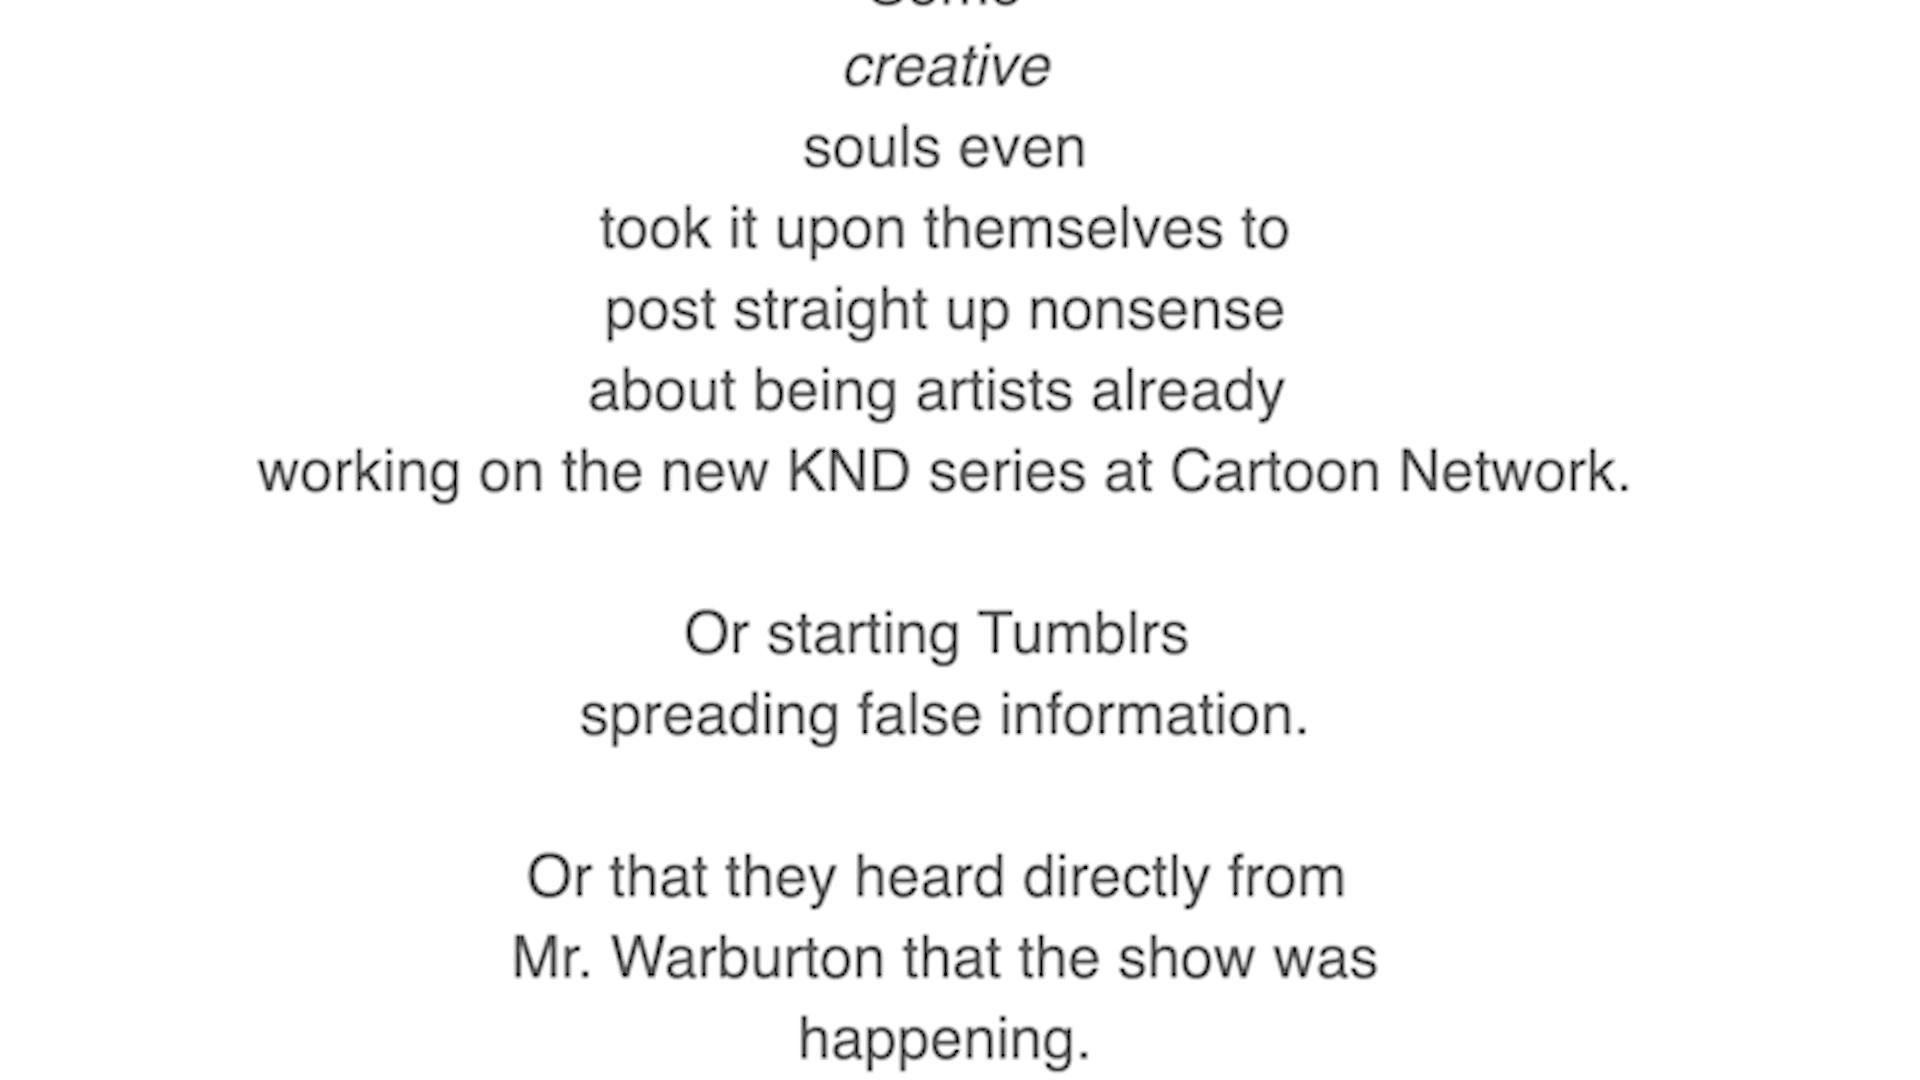 Some
creative
souls even
took it upon themselves to
post straight up nonsense
about being artists already
working on the new KND series at Cartoon Network.
Or starting Tumblrs
spreading false information.
Or that they heard directly from
Mr. Warburton that the show was
happening.